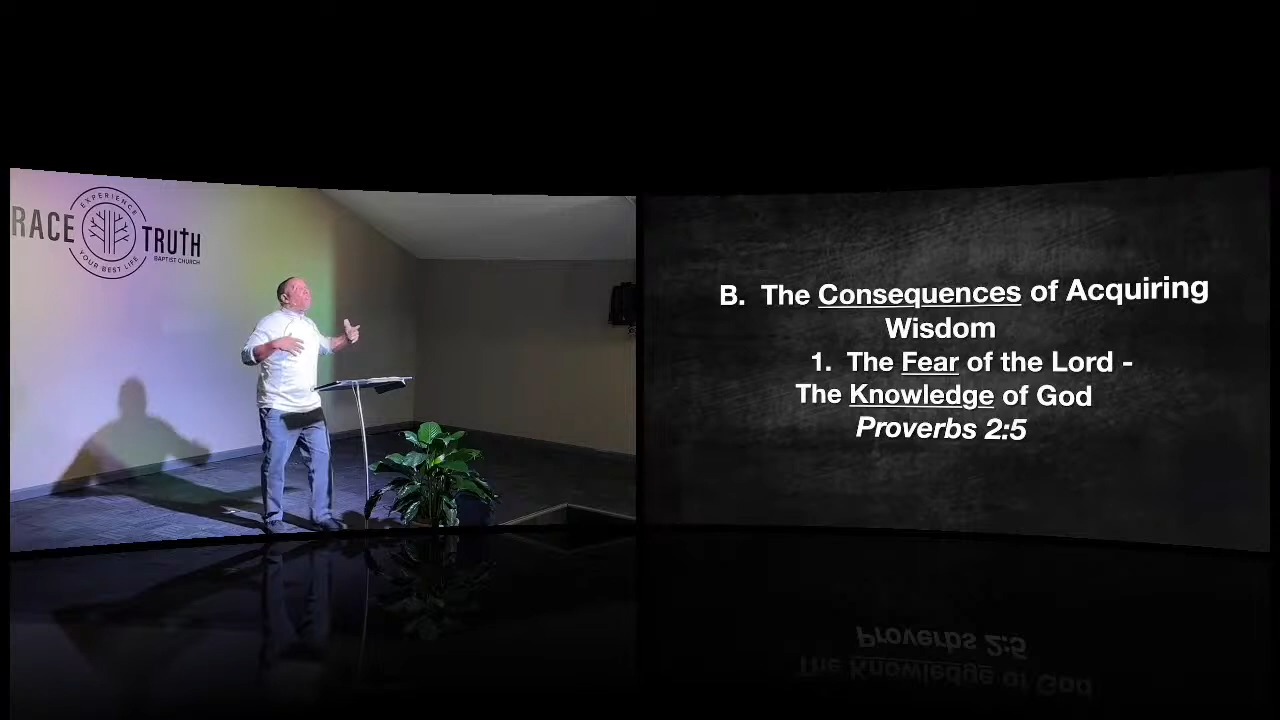 RACE
EXPERIENCE
YOUR BEST LIFE
TRUTH
BAPTIST CHURCH
B. The Consequences of Acquiring
Wisdom
1. The Fear of the Lord -
The Knowledge of God
Proverbs 2:5